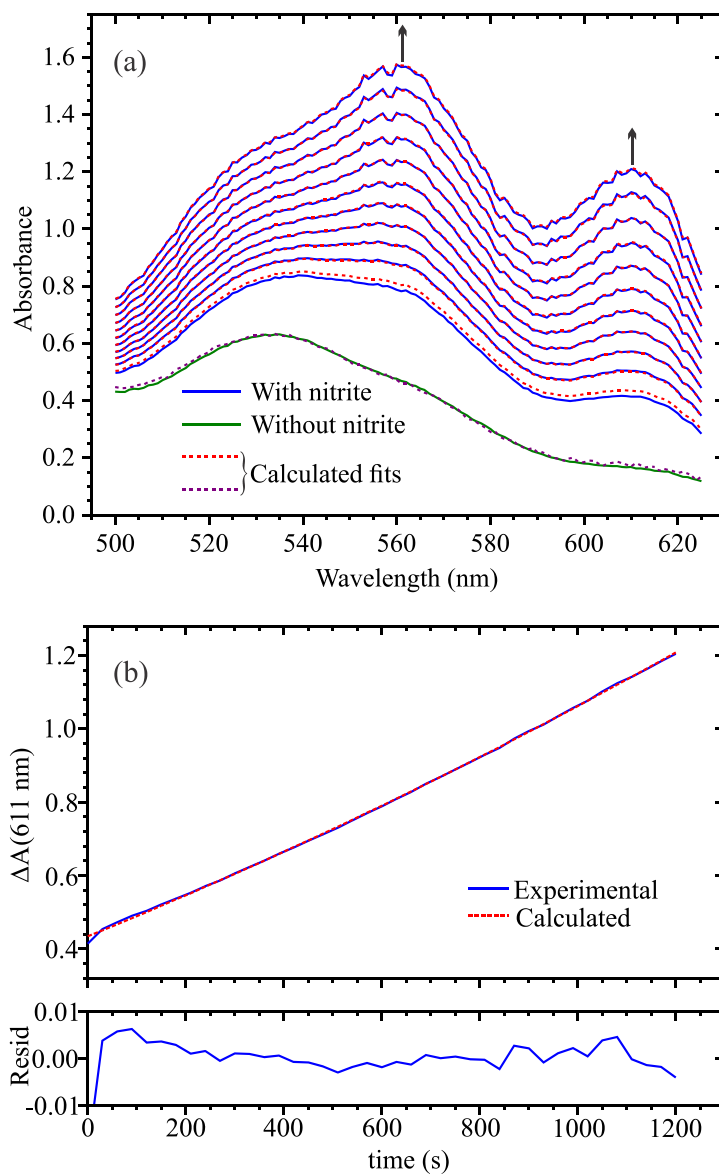 (a)
1.6
1.4
1.2
1.0
0.8
0.6
0.4
0.2
0.0
Absorbance
With nitrite
Without nitrite
Calculated fits
500 520 540 560 580 600 620
Wavelength (nm)
(b)
1.2
1.0
0.8
0.6
0.4
ΔA(611 nm)
Experimental
Calculated
0.01
0.00
-0.01
Resid
0 200 400 600 800 1000 1200
time (s)